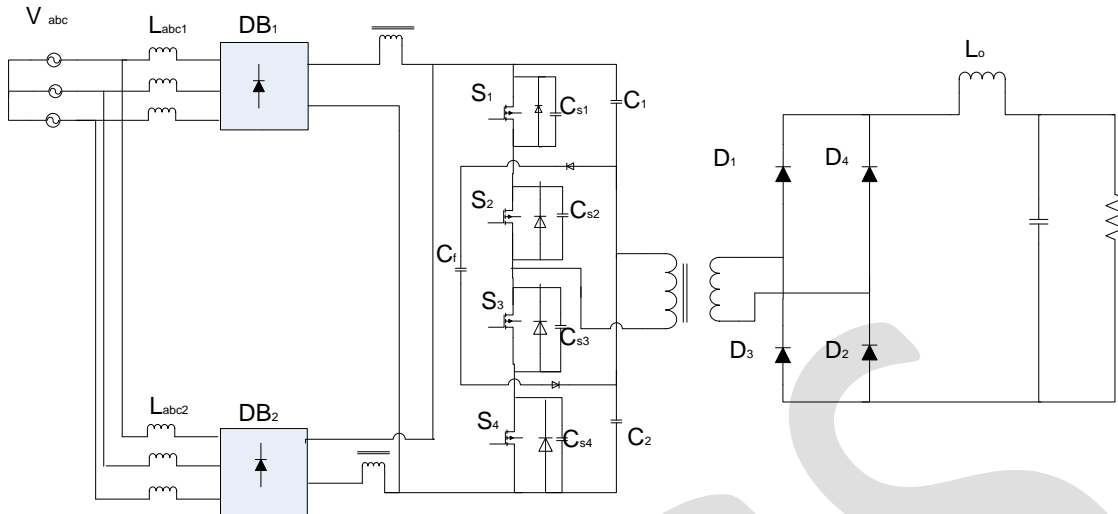 V abc
Labc1
DB1
S1
Cs1
C1
Lo
D1
D4
S2
Cs2
Cf
S3
Cs3
D3
D2
Labc2
DB2
S4
Cs4
C2